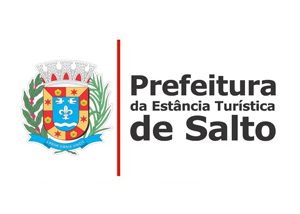 Prefeitura
da Estância Turística
de Salto